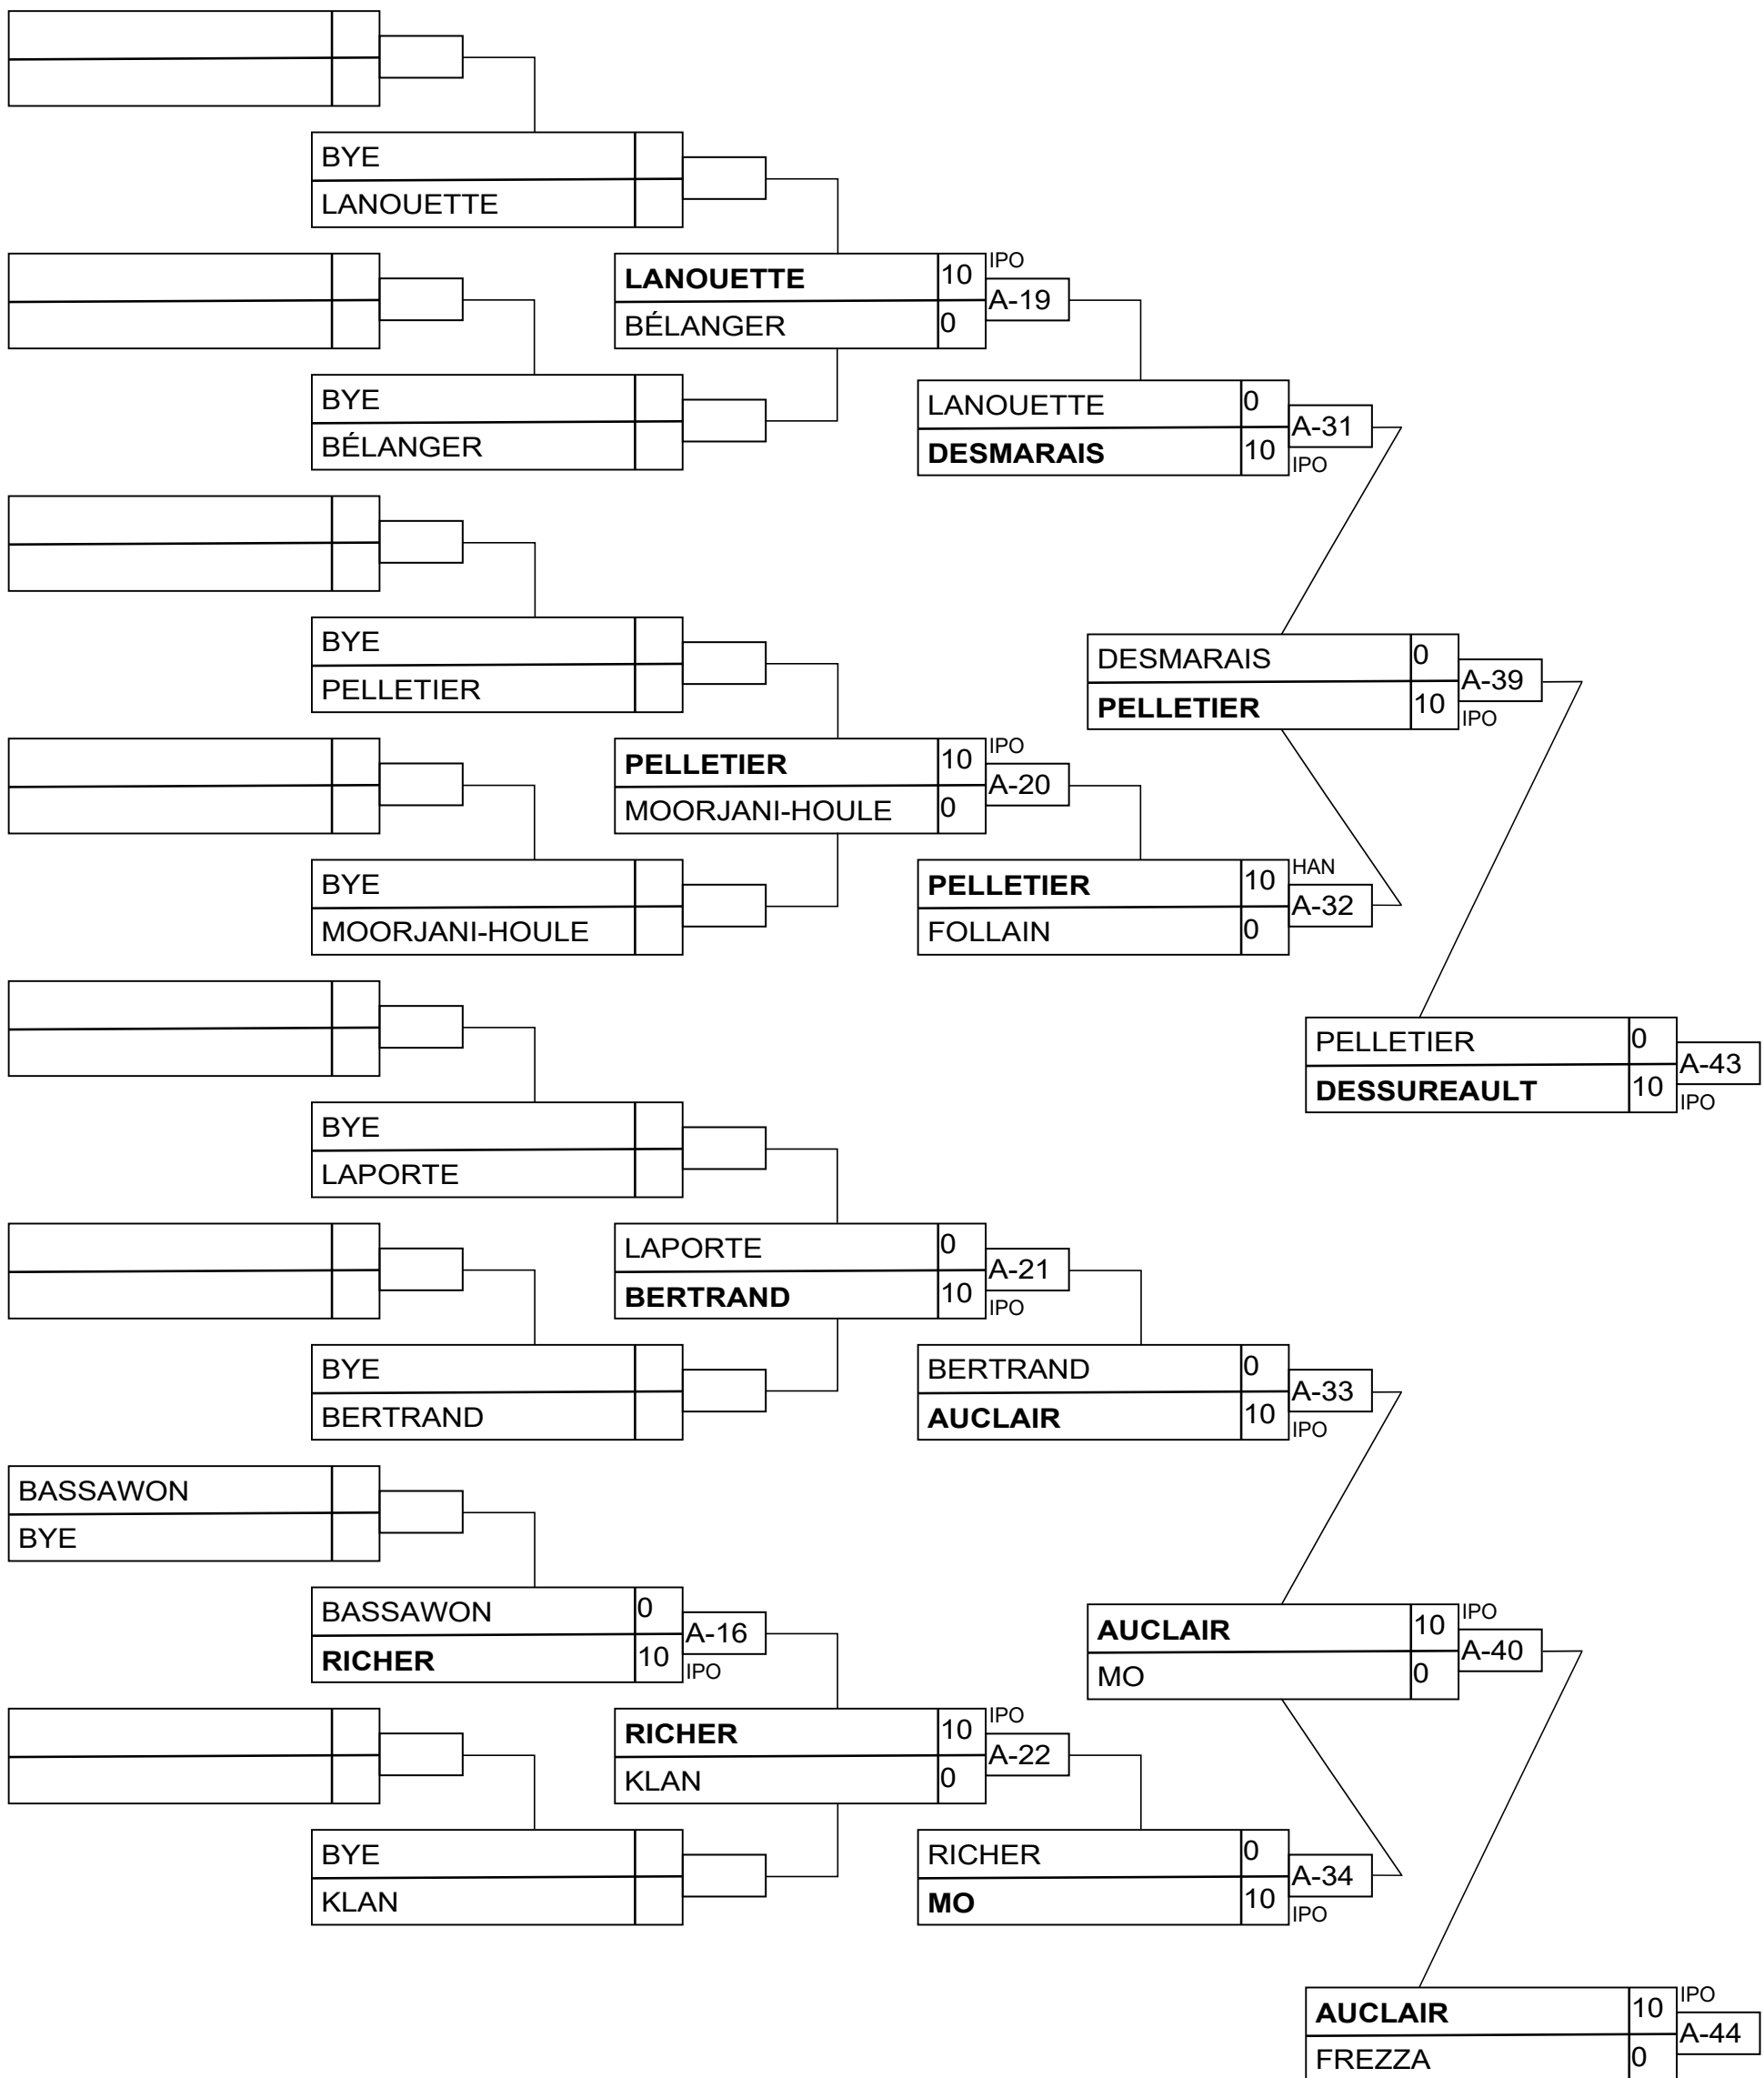 BYE
LANOUETTE
LANOUETTE 10 IPO
A-19
BÉLANGER 0
BYE
BÉLANGER
LANOUETTE 0
A-31
DESMARAIS 10 IPO
BYE
PELLETIER
DESMARAIS 0
A-39
PELLETIER 10 IPO
PELLETIER 10 IPO
A-20
MOORJANI-HOULE 0
BYE
MOORJANI-HOULE
PELLETIER 10 HAN
A-32
FOLLAIN 0
PELLETIER 0
A-43
DESSUREAULT 10 IPO
BYE
LAPORTE
LAPORTE 0
A-21
BERTRAND 10 IPO
BYE
BERTRAND
BERTRAND 0
A-33
AUCLAIR 10 IPO
BASSAWON
BYE
BASSAWON 0
A-16
RICHER 10 IPO
AUCLAIR 10 IPO
A-40
MO 0
RICHER 10 IPO
A-22
KLAN 0
BYE
KLAN
RICHER 0
A-34
MO 10 IPO
AUCLAIR 10 IPO
A-44
FREZZA 0